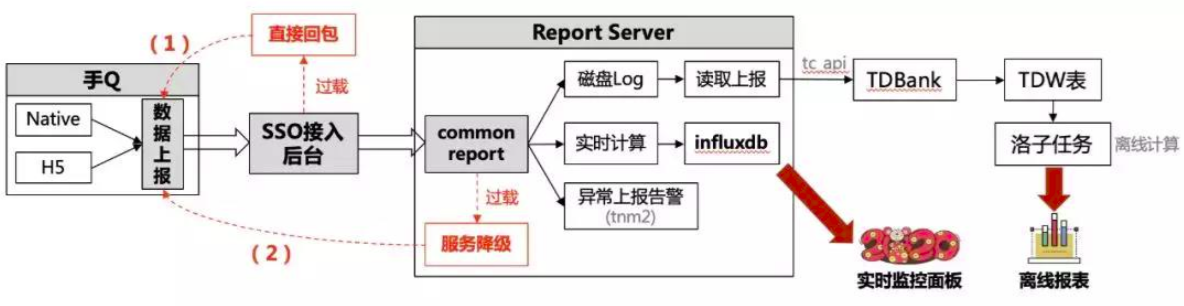 手Q
Native
H5
数据上报
(1)
直接回包
过载
SSO接入
后台
(2)
Report Server
common
report
过载
服务降级
磁盘Log
读取上报
实时计算
influxdb
异常上报告警
(tnm2)
tc_api
TDBank
TDW表
洛子任务
离线计算
2020
实时监控面板
离线报表